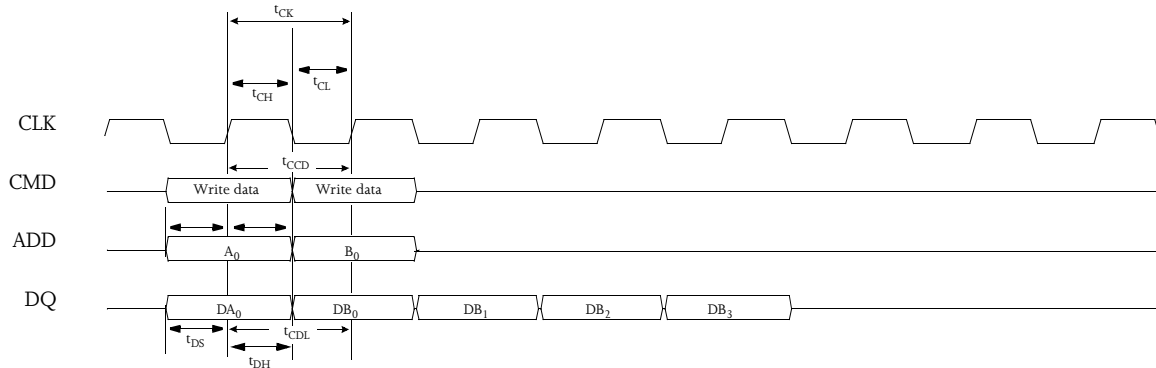 tCK
tCH tCL
CLK
tCCD
CMD Write data Write data
ADD A0 B0
DQ DA0 DB0 DB1 DB2 DB3
tDS tCDL
tDH